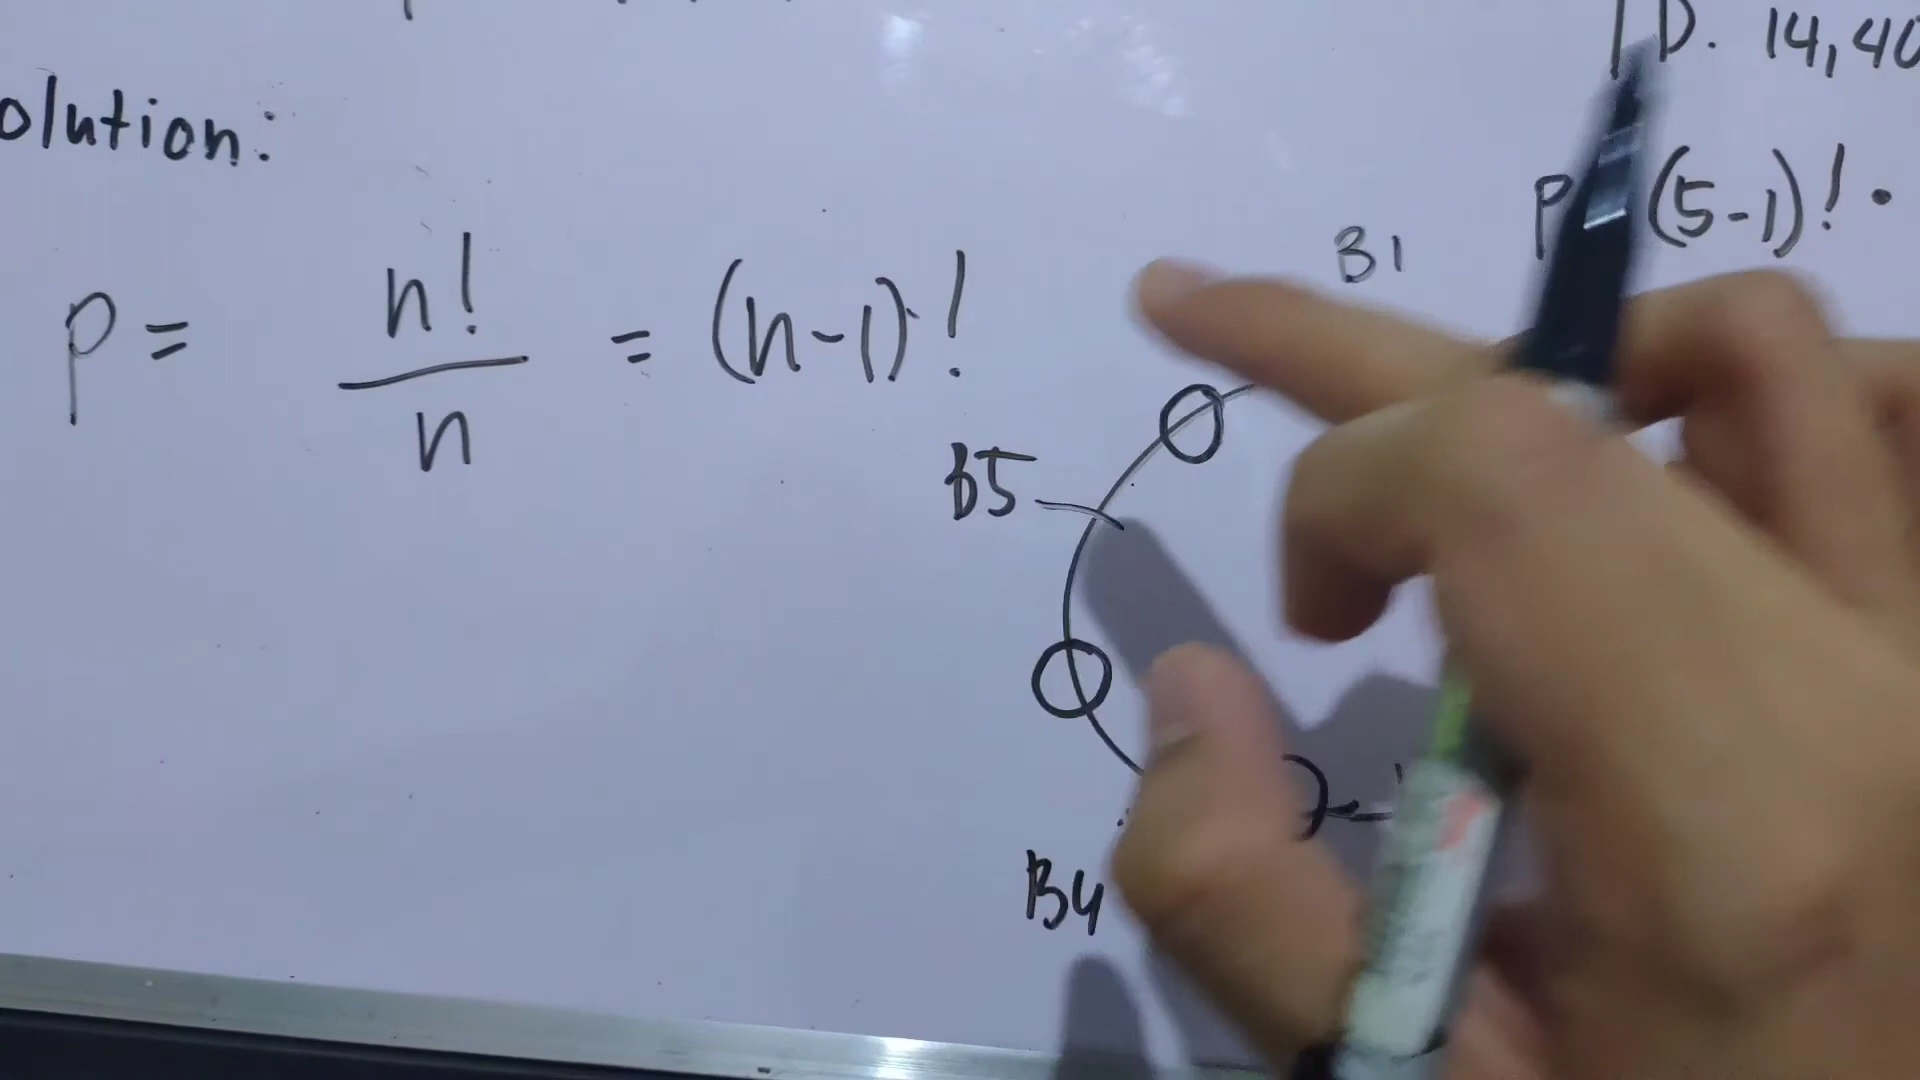 D. 14,40
olution:
P = n!/n = (n-1)!
P (5-1)! .
B1
B5
B4